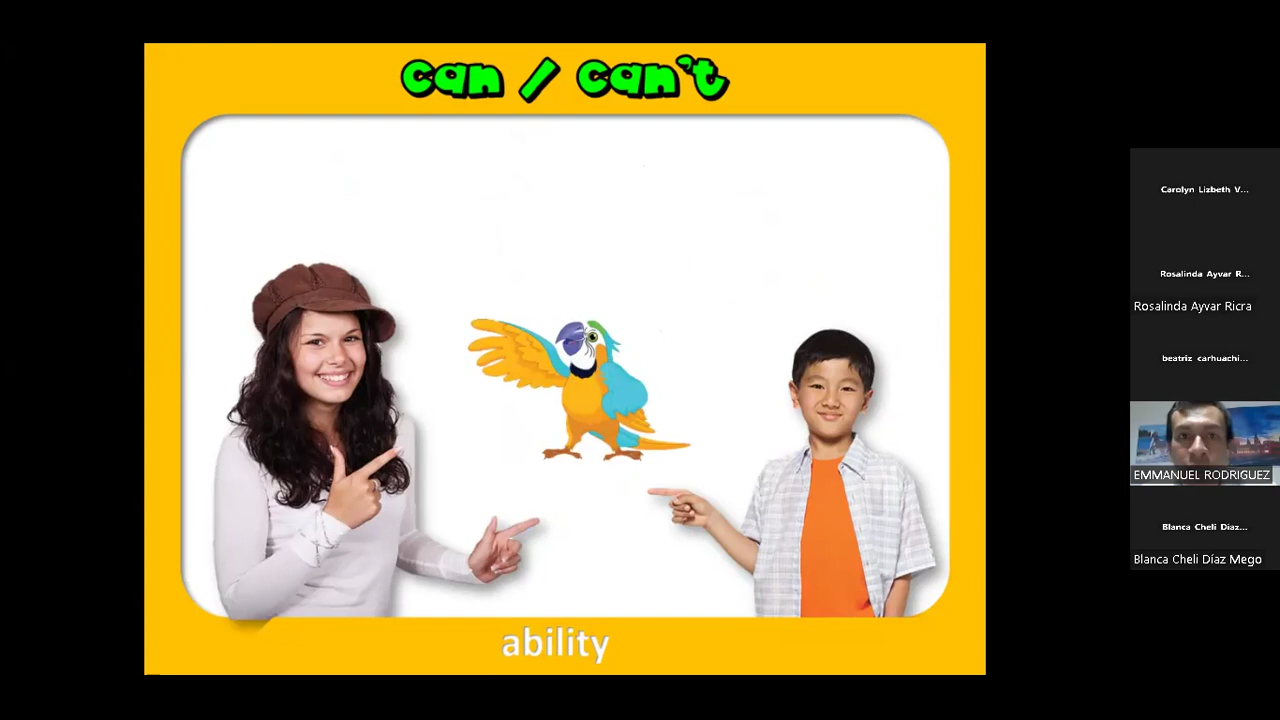 can / can't
ability
Carolyn Lizbeth V...
Rosalinda Ayvar R...
Rosalinda Ayvar Ricra
beatriz carhuachi...
EMMANUEL RODRIGUEZ
Blanca Cheli Díaz...
Blanca Cheli Díaz Mego